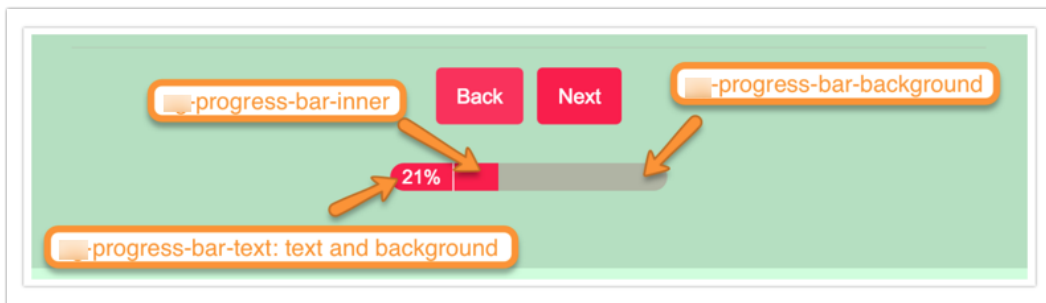 -progress-bar-inner
Back
Next
-progress-bar-background
21%
-progress-bar-text: text and background